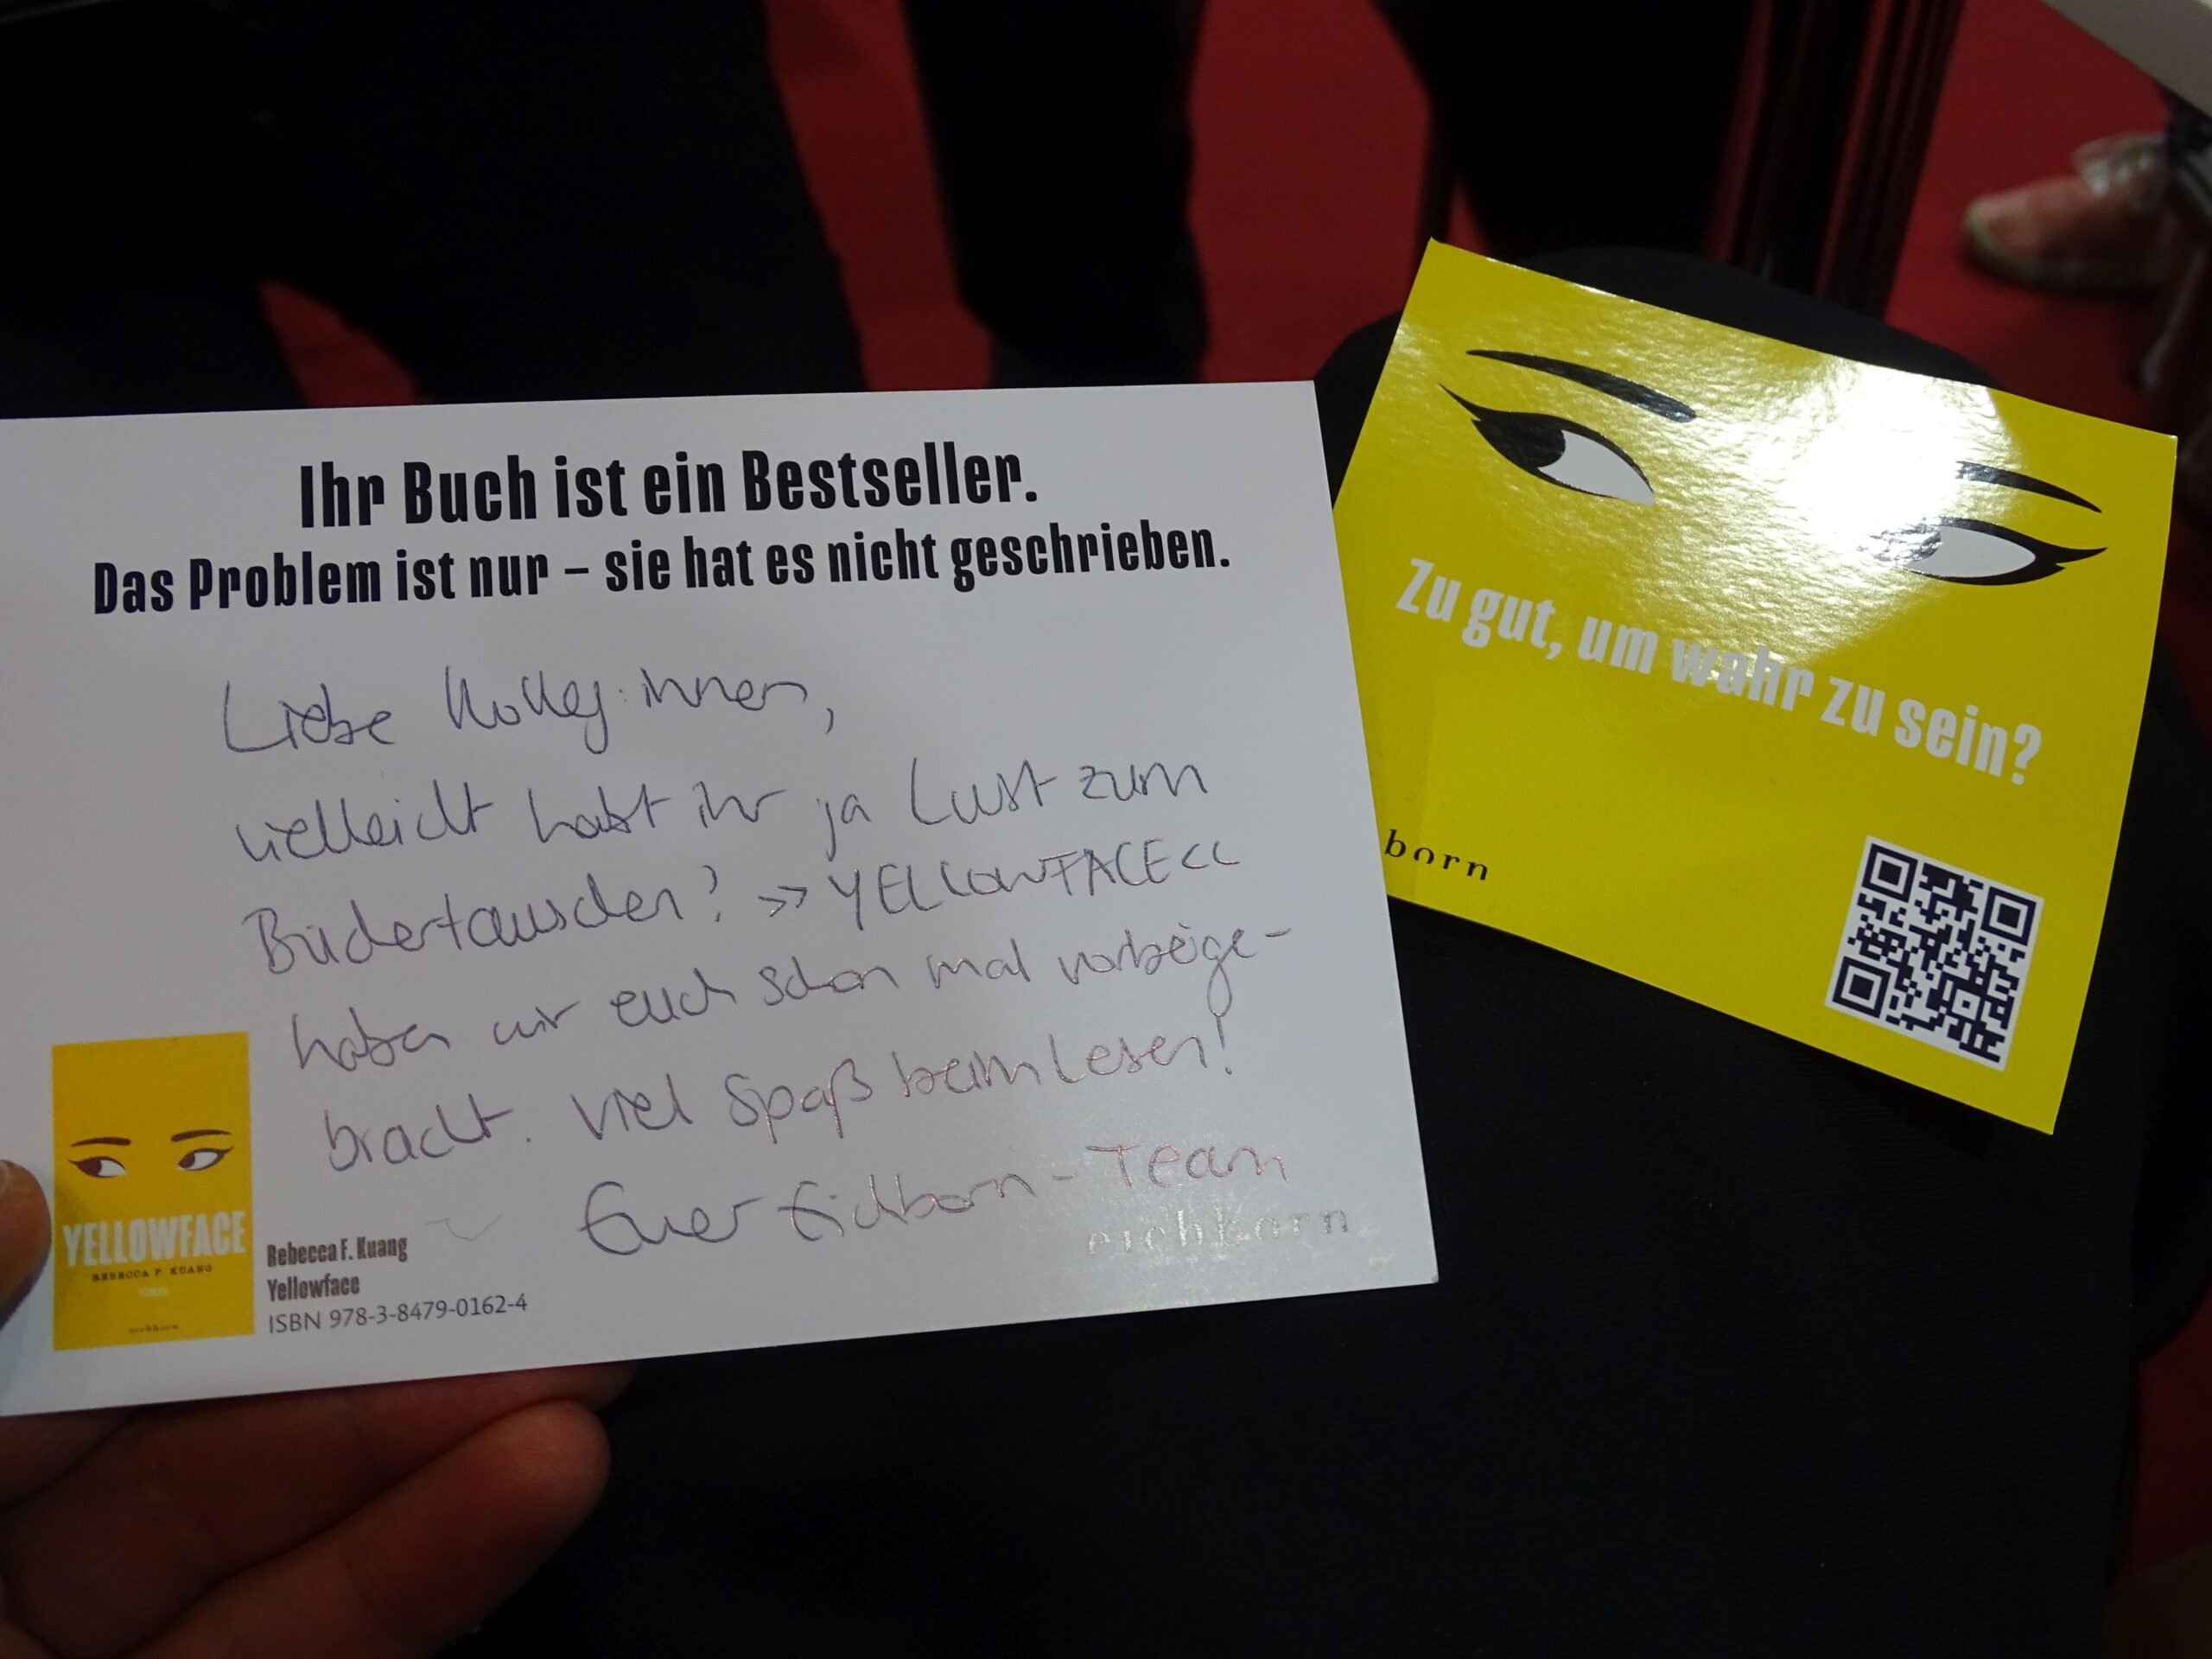 Ihr Buch ist ein Bestseller.
Das Problem ist nur – sie hat es nicht geschrieben.
Liebe Kolleg:innen,
vielleicht habt ihr ja Lust zum
Büchertauschen? >> YELLOWFACE <<
haben wir euch schon mal vorbeige-
bracht. Viel Spaß beim Lesen!
Euer Eichborn-Team
eichborn
YELLOWFACE
REBECCA F. KUANG
ROMAN
eichborn
Rebecca F. Kuang
Yellowface
ISBN 978-3-8479-0162-4
Zu gut, um wahr zu sein?
born